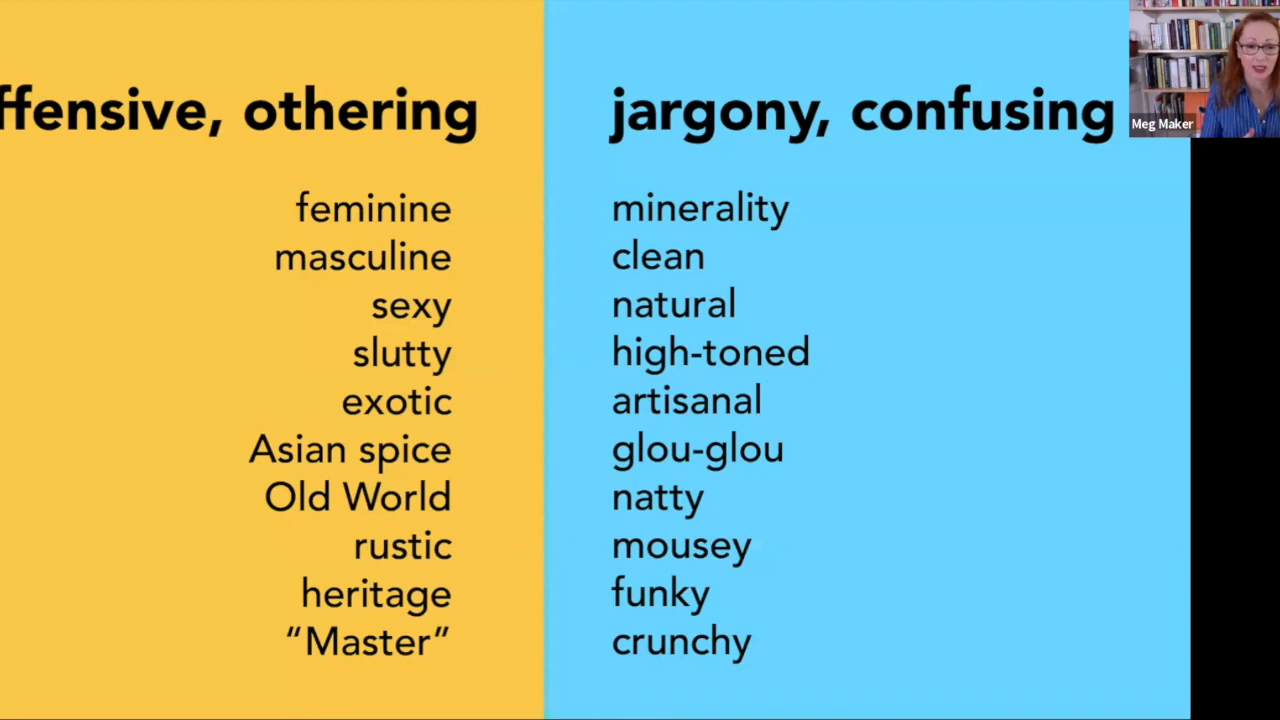 ffensive, othering
feminine
masculine
sexy
slutty
exotic
Asian spice
Old World
rustic
heritage
“Master”
jargony, confusing
minerality
clean
natural
high-toned
artisanal
glou-glou
natty
mousey
funky
crunchy
Meg Maker